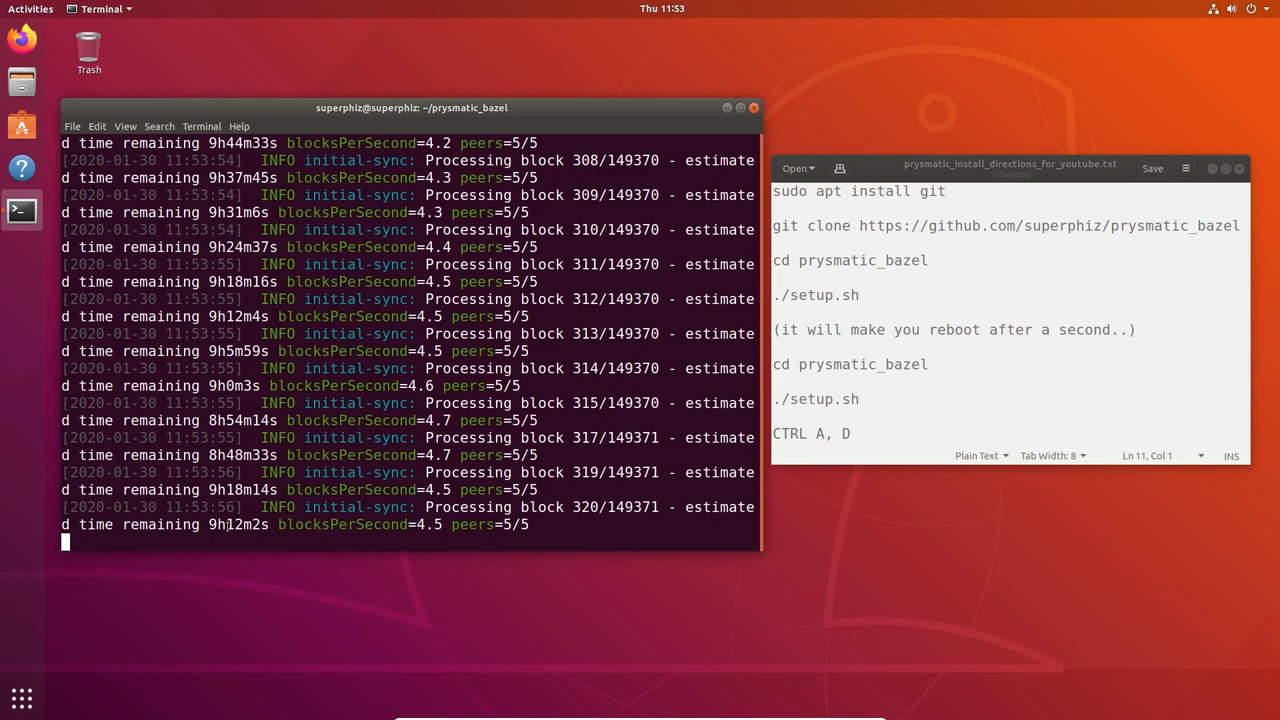 Activities
Terminal
Thu 11:53
Trash
superphiz@superphiz: ~/prysmatic_bazel
File Edit View Search Terminal Help
d time remaining 9h44m33s blocksPerSecond=4.2 peers=5/5
[2020-01-30 11:53:54]  INFO initial-sync: Processing block 308/149370 - estimate
d time remaining 9h37m45s blocksPerSecond=4.3 peers=5/5
[2020-01-30 11:53:54]  INFO initial-sync: Processing block 309/149370 - estimate
d time remaining 9h31m6s blocksPerSecond=4.3 peers=5/5
[2020-01-30 11:53:54]  INFO initial-sync: Processing block 310/149370 - estimate
d time remaining 9h24m37s blocksPerSecond=4.4 peers=5/5
[2020-01-30 11:53:55]  INFO initial-sync: Processing block 311/149370 - estimate
d time remaining 9h18m16s blocksPerSecond=4.5 peers=5/5
[2020-01-30 11:53:55]  INFO initial-sync: Processing block 312/149370 - estimate
d time remaining 9h12m4s blocksPerSecond=4.5 peers=5/5
[2020-01-30 11:53:55]  INFO initial-sync: Processing block 313/149370 - estimate
d time remaining 9h5m59s blocksPerSecond=4.5 peers=5/5
[2020-01-30 11:53:55]  INFO initial-sync: Processing block 314/149370 - estimate
d time remaining 9h0m3s blocksPerSecond=4.6 peers=5/5
[2020-01-30 11:53:55]  INFO initial-sync: Processing block 315/149370 - estimate
d time remaining 8h54m14s blocksPerSecond=4.7 peers=5/5
[2020-01-30 11:53:55]  INFO initial-sync: Processing block 317/149371 - estimate
d time remaining 8h48m33s blocksPerSecond=4.7 peers=5/5
[2020-01-30 11:53:56]  INFO initial-sync: Processing block 319/149371 - estimate
d time remaining 9h18m14s blocksPerSecond=4.5 peers=5/5
[2020-01-30 11:53:56]  INFO initial-sync: Processing block 320/149371 - estimate
d time remaining 9h12m2s blocksPerSecond=4.5 peers=5/5
Open
prysmatic_install_directions_for_youtube.txt
~/Desktop
Save
sudo apt install git
git clone https://github.com/superphiz/prysmatic_bazel
cd prysmatic_bazel
./setup.sh
(it will make you reboot after a second..)
cd prysmatic_bazel
./setup.sh
CTRL A, D
Plain Text
Tab Width: 8
Ln 11, Col 1
INS